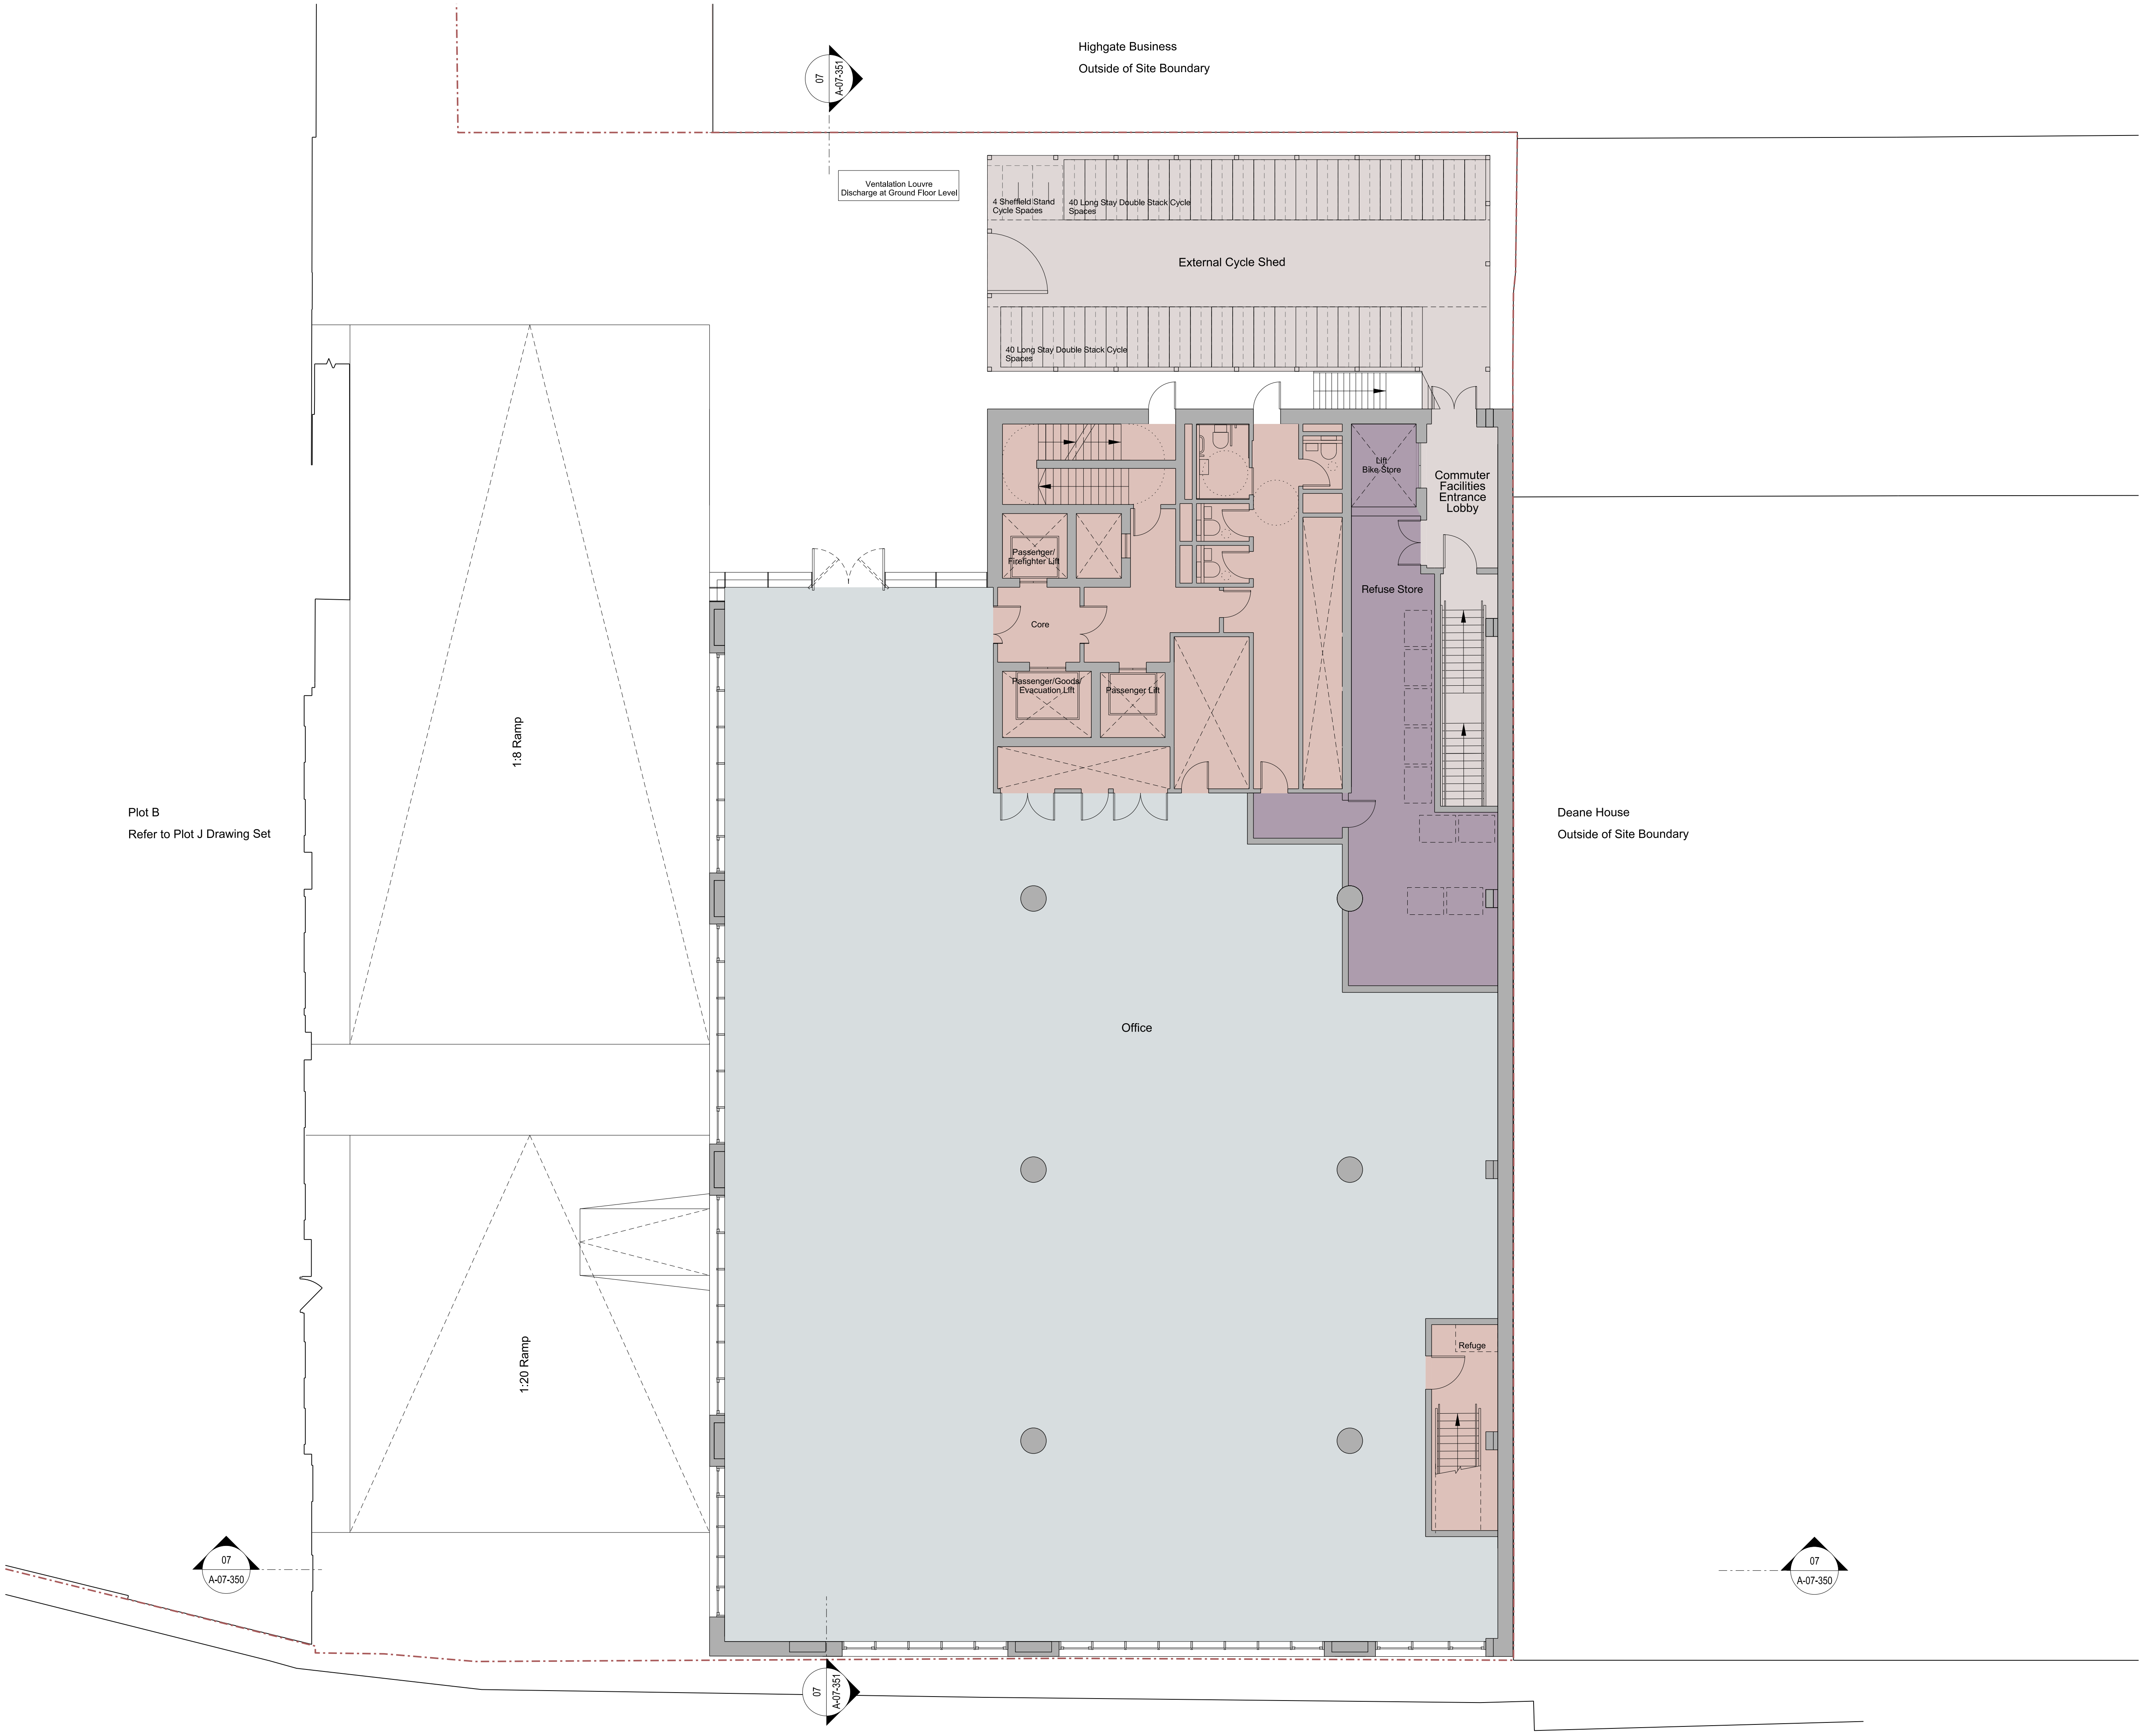 Highgate Business
Outside of Site Boundary
07
A-07-351
Ventalation Louvre
Discharge at Ground Floor Level
4 Sheffield Stand
Cycle Spaces
40 Long Stay Double Stack Cycle
Spaces
External Cycle Shed
40 Long Stay Double Stack Cycle
Spaces
Lift
Bike Store
Commuter
Facilities
Entrance
Lobby
Passenger/
Firefighter Lift
Refuse Store
Core
Passenger/Goods/
Evacuation Lift
Passenger Lift
1:8 Ramp
Plot B
Refer to Plot J Drawing Set
Deane House
Outside of Site Boundary
Office
1:20 Ramp
Refuge
07
A-07-350
07
A-07-350
07
A-07-351